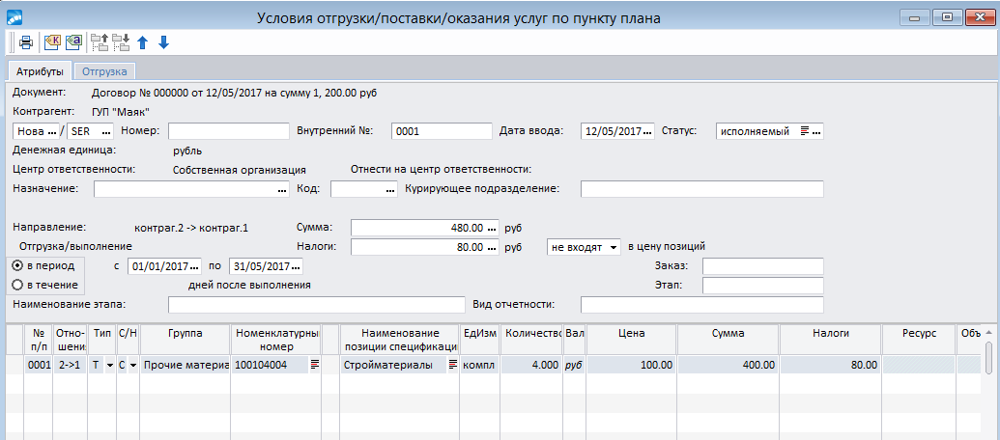 Условия отгрузки/поставки/оказания услуг по пункту плана
К а
Атрибуты Отгрузка
Документ: Договор № 000000 от 12/05/2017 на сумму 1, 200.00 руб
Контрагент: ГУП "Маяк"
Нова ... / SER ... Номер: Внутренний №: 0001 Дата ввода: 12/05/2017... Статус: исполняемый ...
Денежная единица: рубль
Центр ответственности: Собственная организация Отнести на центр ответственности:
Назначение: ... Код: ... Курирующее подразделение:
Направление: контраг.2 -> контраг.1 Сумма: 480.00 ... руб
Отгрузка/выполнение Налоги: 80.00 ... руб не входят в цену позиций
в период с 01/01/2017... по 31/05/2017... Заказ:
в течение дней после выполнения Этап:
Наименование этапа: Вид отчетности:
№ Отно- Тип С/Н Группа Номенклатурны Наименование ЕдИзм Количество Вал Цена Сумма Налоги Ресурс Объ
п/п шени номер позиции спецификаци
0001 2->1 Т С Прочие материа 100104004 Стройматериалы компл 4.000 руб 100.00 400.00 80.00